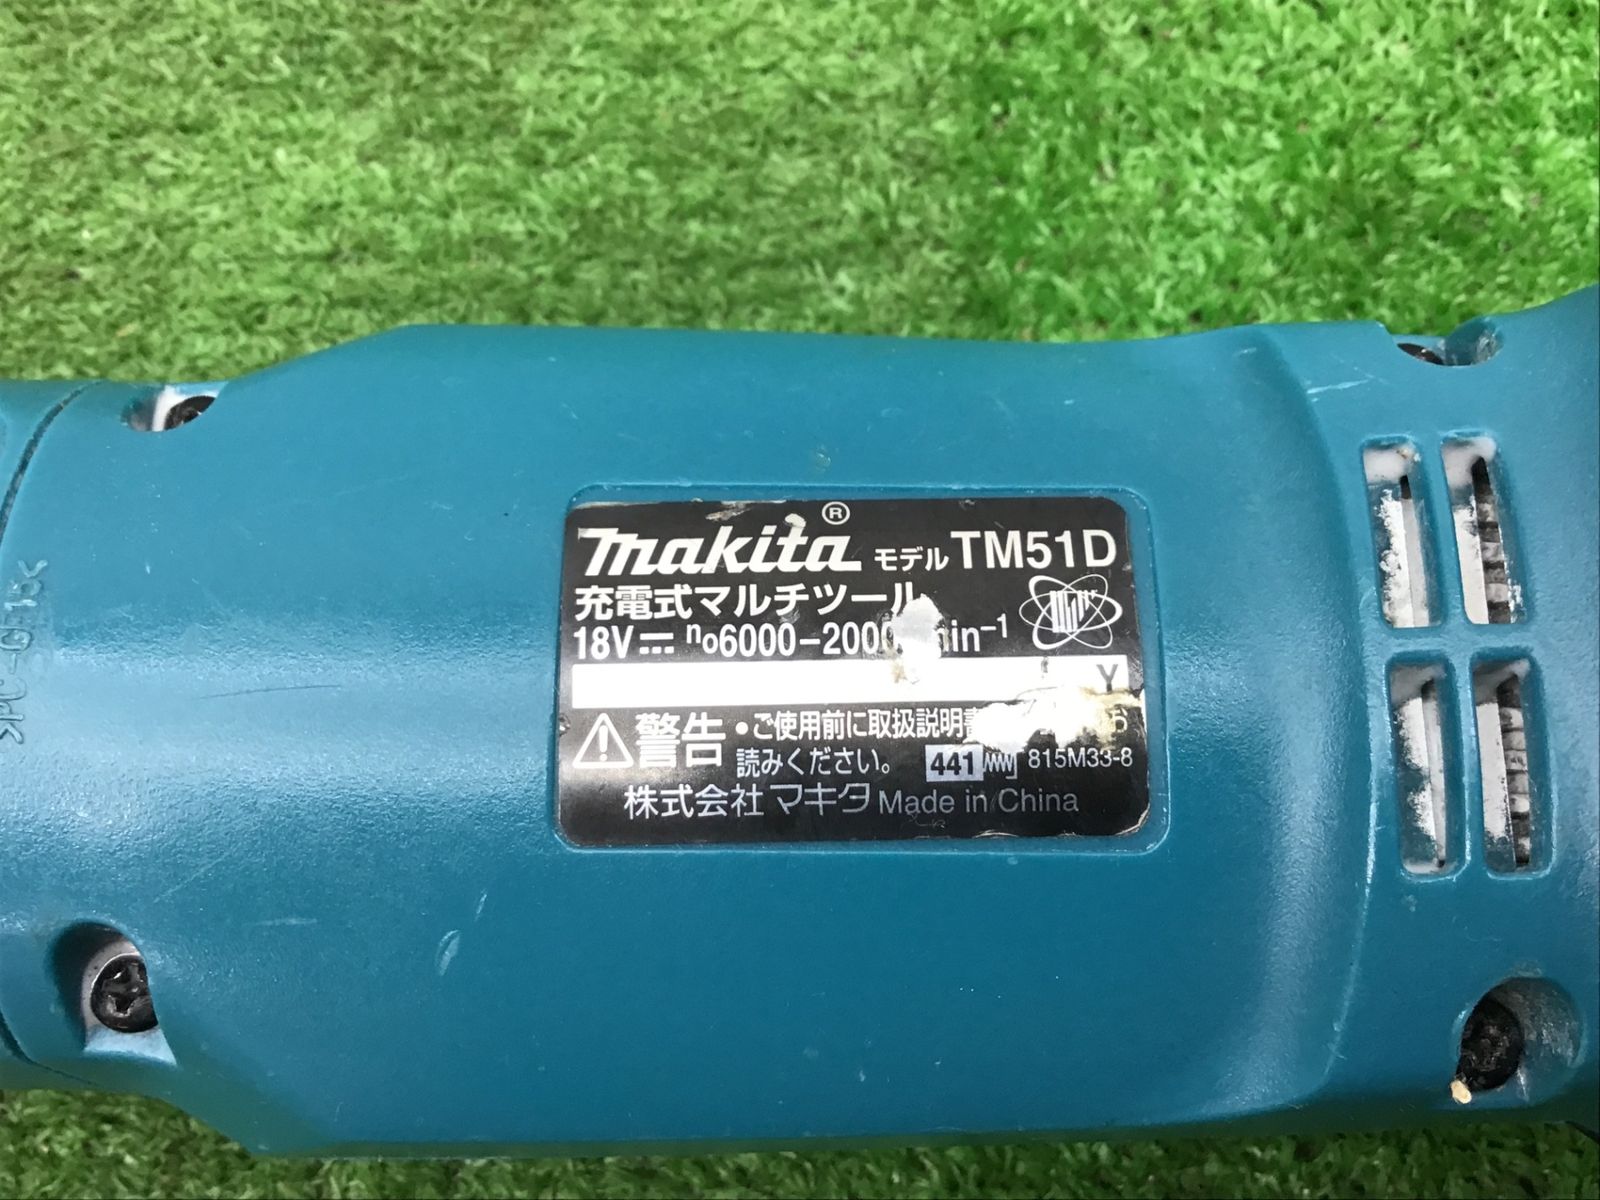 makita® モデル TM51D
充電式マルチツール
18V⎓ n₀6000-2000 min⁻¹
Y
⚠警告 •ご使用前に取扱説明書
読みください。 441 815M33-8
株式会社マキタ Made in China